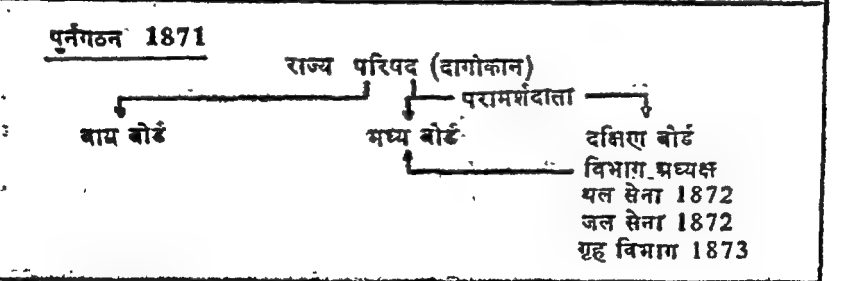 पुर्नगठन 1871
राज्य परिषद (दागोकान)
परामर्शदाता
बाय बोर्ड मध्य बोर्ड दक्षिण बोर्ड
विभाग-अध्यक्ष
थल सेना 1872
जल सेना 1872
गृह विभाग 1873